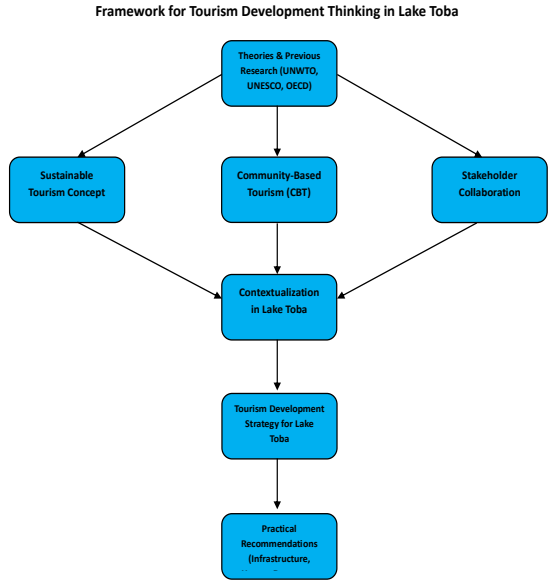 Framework for Tourism Development Thinking in Lake Toba
Theories & Previous
Research (UNWTO,
UNESCO, OECD)
Sustainable
Tourism Concept
Community-Based
Tourism (CBT)
Stakeholder
Collaboration
Contextualization
in Lake Toba
Tourism Development
Strategy for Lake
Toba
Practical
Recommendations
(Infrastructure,